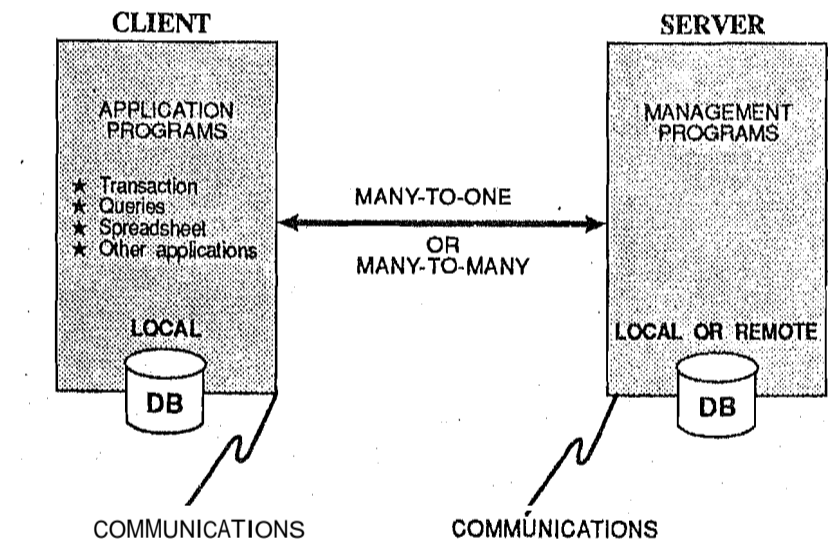 CLIENT
APPLICATION
PROGRAMS
★ Transaction
★ Queries
★ Spreadsheet
★ Other applications
LOCAL
DB
COMMUNICATIONS
MANY-TO-ONE
OR
MANY-TO-MANY
SERVER
MANAGEMENT
PROGRAMS
LOCAL OR REMOTE
DB
COMMUNICATIONS